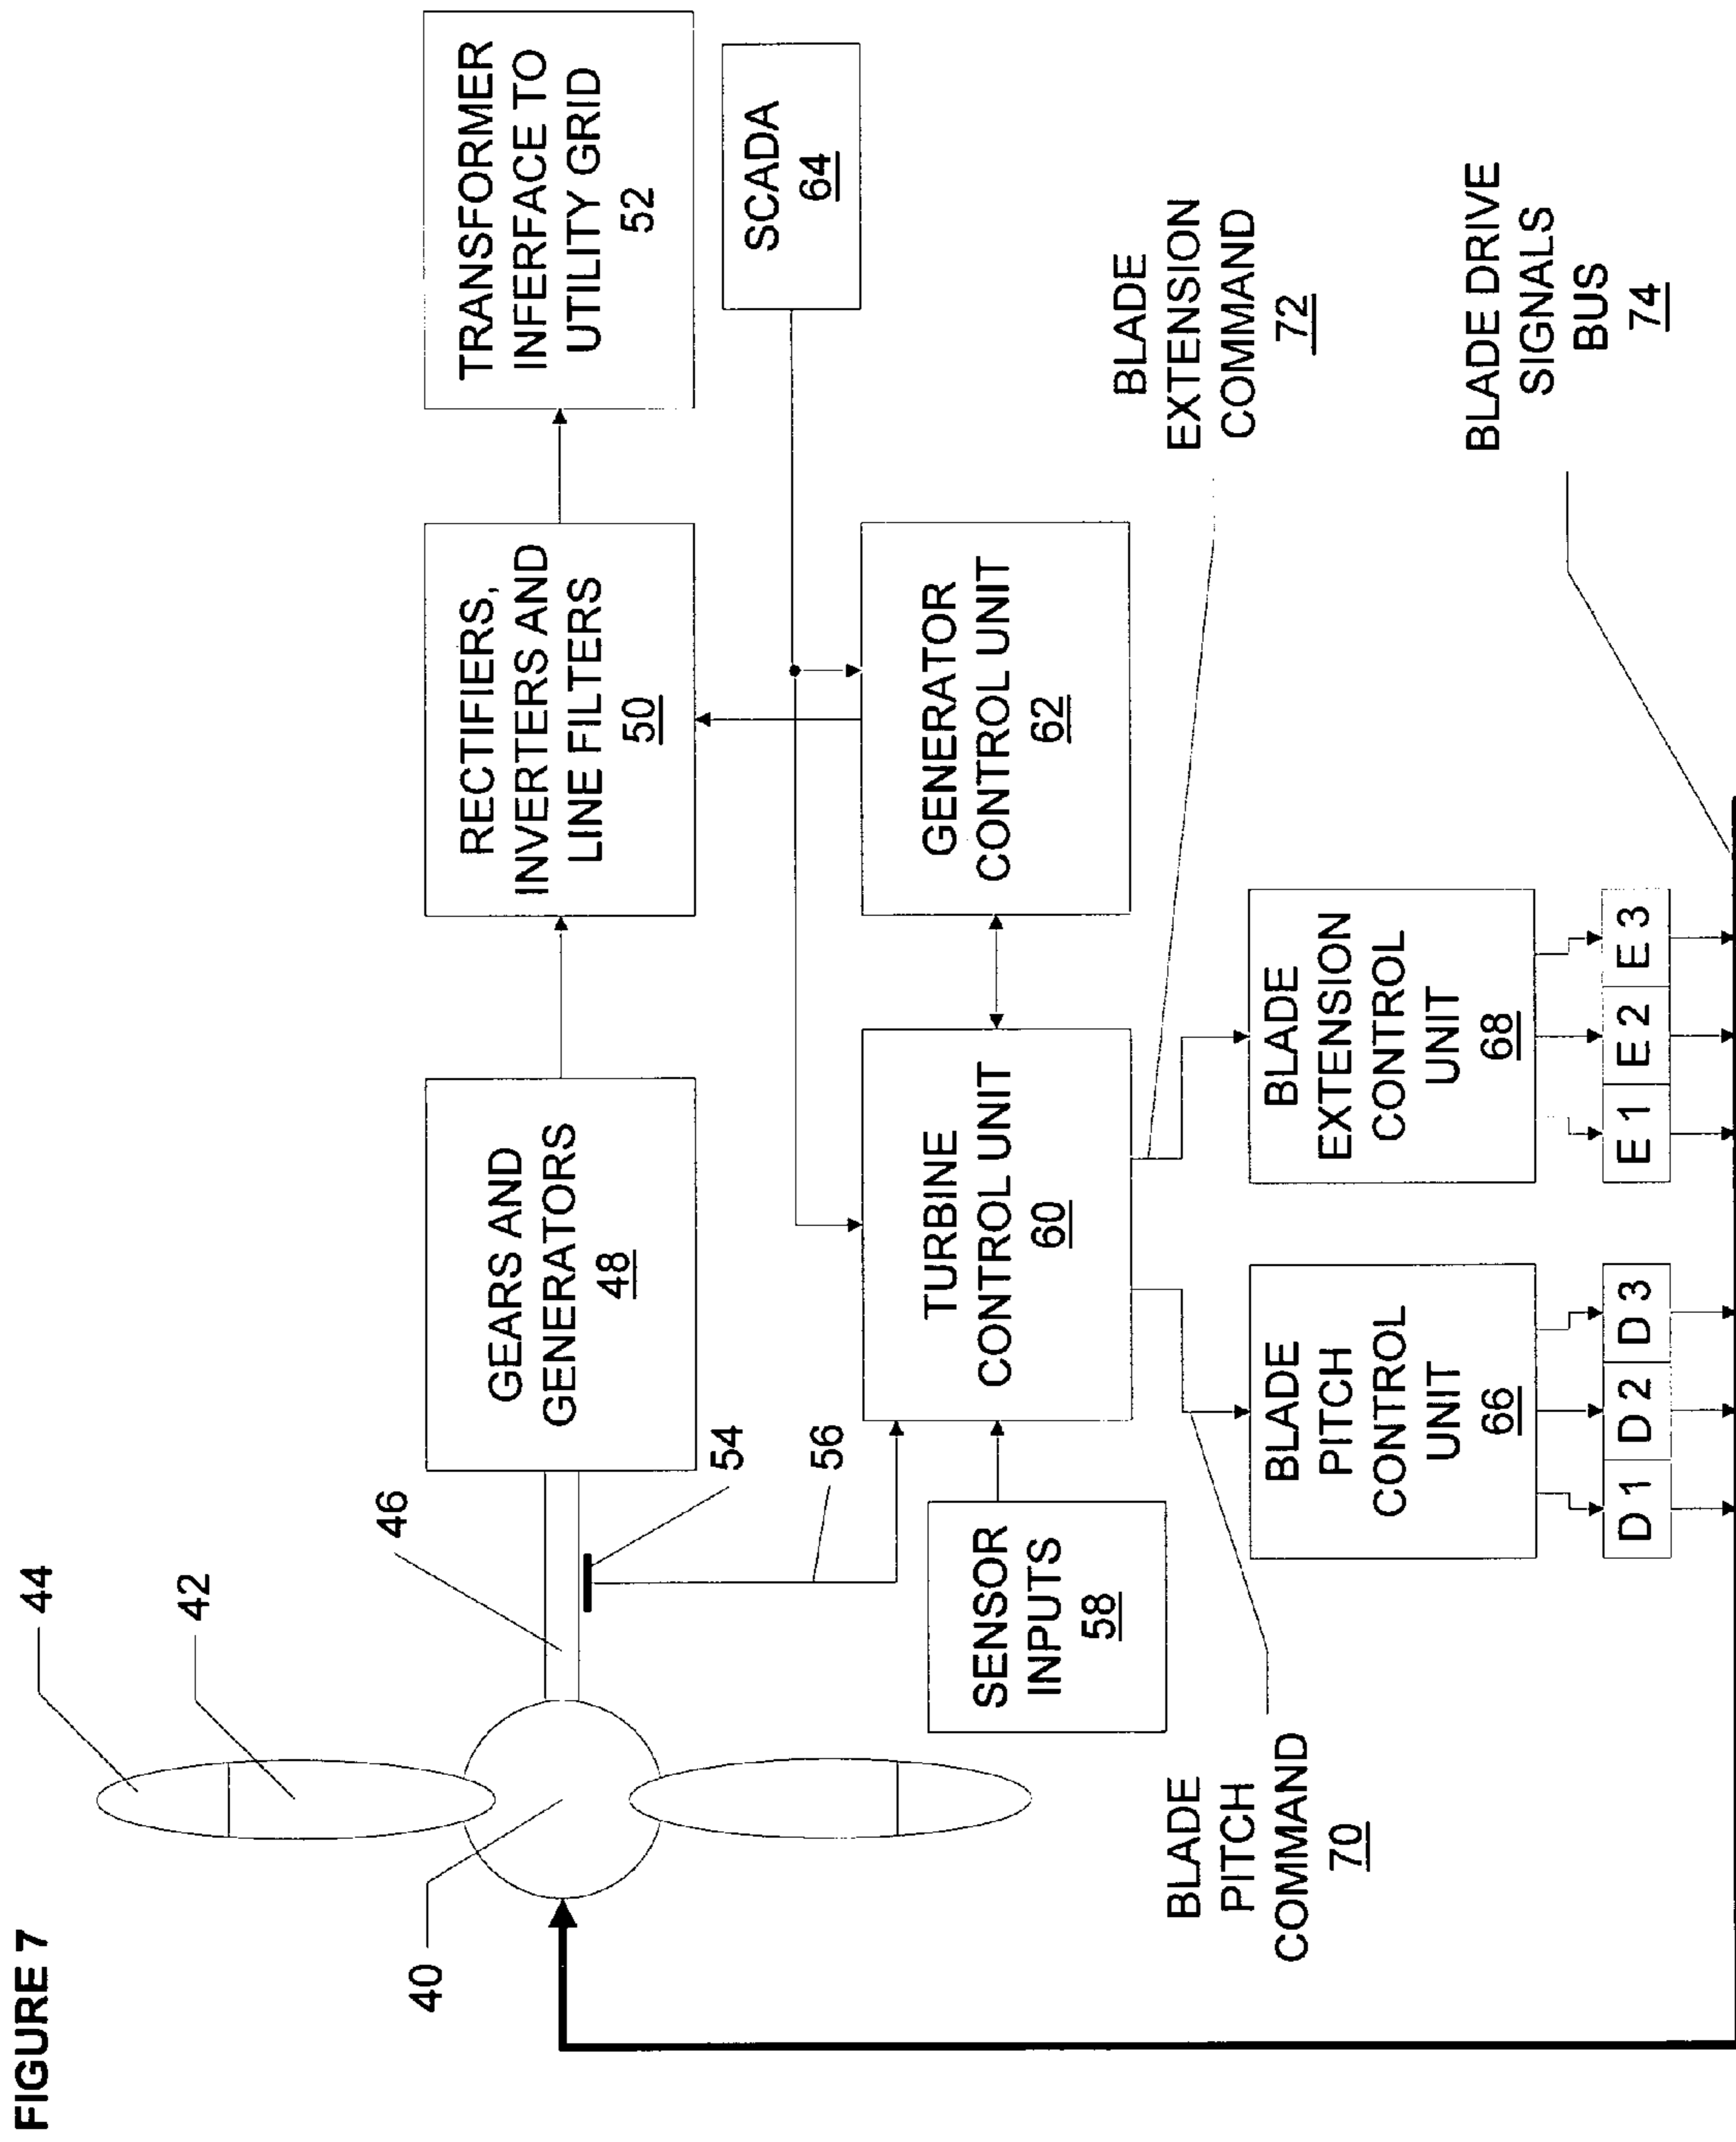 FIGURE 7
44
42
40
46
54
56
GEARS AND
GENERATORS
48
RECTIFIERS,
INVERTERS AND
LINE FILTERS
50
TRANSFORMER
INFERFACE TO
UTILITY GRID
52
SCADA
64
SENSOR
INPUTS
58
TURBINE
CONTROL UNIT
60
GENERATOR
CONTROL UNIT
62
BLADE
PITCH
COMMAND
70
BLADE
EXTENSION
COMMAND
72
BLADE
PITCH
CONTROL
UNIT
66
BLADE
EXTENSION
CONTROL
UNIT
68
D 1 D 2 D 3
E 1 E 2 E 3
BLADE DRIVE
SIGNALS
BUS
74